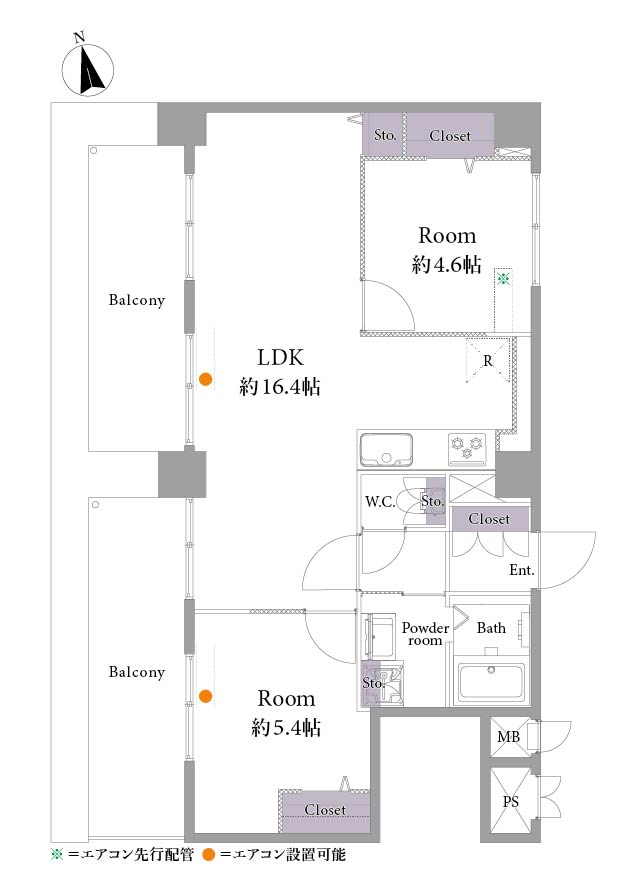 N
Sto.
Closet
Room
約4.6帖
※
Balcony
LDK
約16.4帖
R
W.C.
Sto.
Closet
Ent.
Powder
room
Bath
Balcony
Sto.
Room
約5.4帖
MB
PS
Closet
※=エアコン先行配管 ●=エアコン設置可能